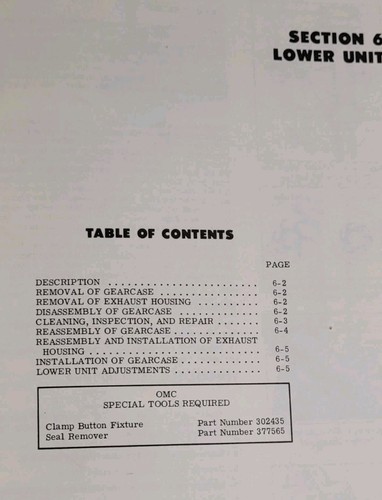 SECTION 6
LOWER UNIT
TABLE OF CONTENTS
PAGE
DESCRIPTION . . . . . . . . . . . . . . . . . . . . . . . . 6-2
REMOVAL OF GEARCASE . . . . . . . . . . . . . . . . 6-2
REMOVAL OF EXHAUST HOUSING . . . . . . . . . . 6-2
DISASSEMBLY OF GEARCASE . . . . . . . . . . . . . 6-2
CLEANING, INSPECTION, AND REPAIR . . . . . . . 6-3
REASSEMBLY OF GEARCASE . . . . . . . . . . . . . . 6-4
REASSEMBLY AND INSTALLATION OF EXHAUST
HOUSING . . . . . . . . . . . . . . . . . . . . . . . . . . . 6-5
INSTALLATION OF GEARCASE . . . . . . . . . . . . . 6-5
LOWER UNIT ADJUSTMENTS . . . . . . . . . . . . . . 6-5
OMC
SPECIAL TOOLS REQUIRED
Clamp Button Fixture Part Number 302435
Seal Remover Part Number 377565